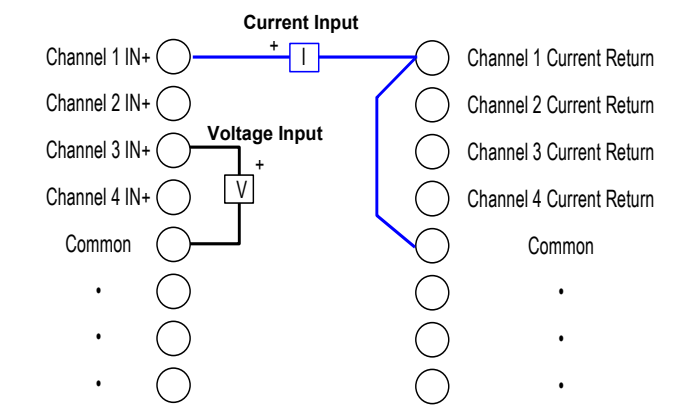 Current Input
Channel 1 IN+
+
I
Channel 1 Current Return
Channel 2 IN+
Channel 2 Current Return
Voltage Input
Channel 3 IN+
Channel 3 Current Return
+
Channel 4 IN+
V
Channel 4 Current Return
Common
Common